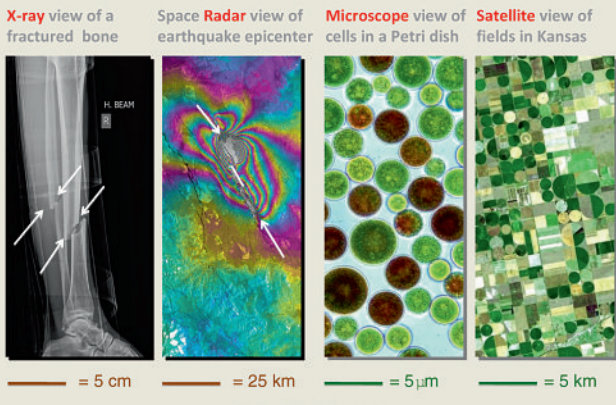 X-ray view of a
fractured bone
Space Radar view of
earthquake epicenter
Microscope view of
cells in a Petri dish
Satellite view of
fields in Kansas
H. BEAM
R
= 5 cm
= 25 km
= 5 μm
= 5 km